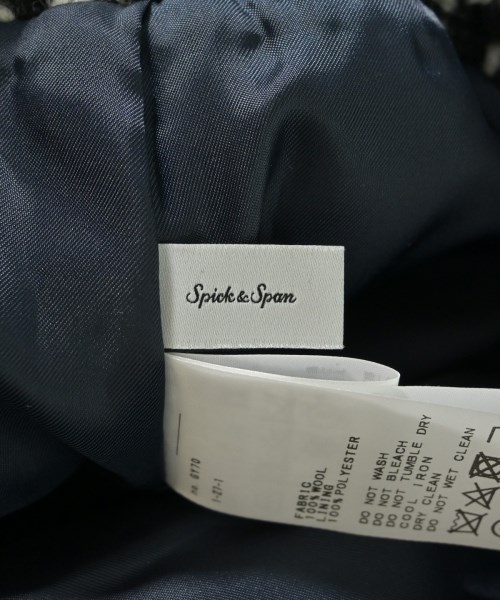 Spick & Span
FABRIC
100%WOOL
LINING
100%POLYESTER
DO NOT WASH
DO NOT BLEACH
DO NOT TUMBLE DRY
COOL IRON
DRY CLEAN
DO NOT WET CLEAN